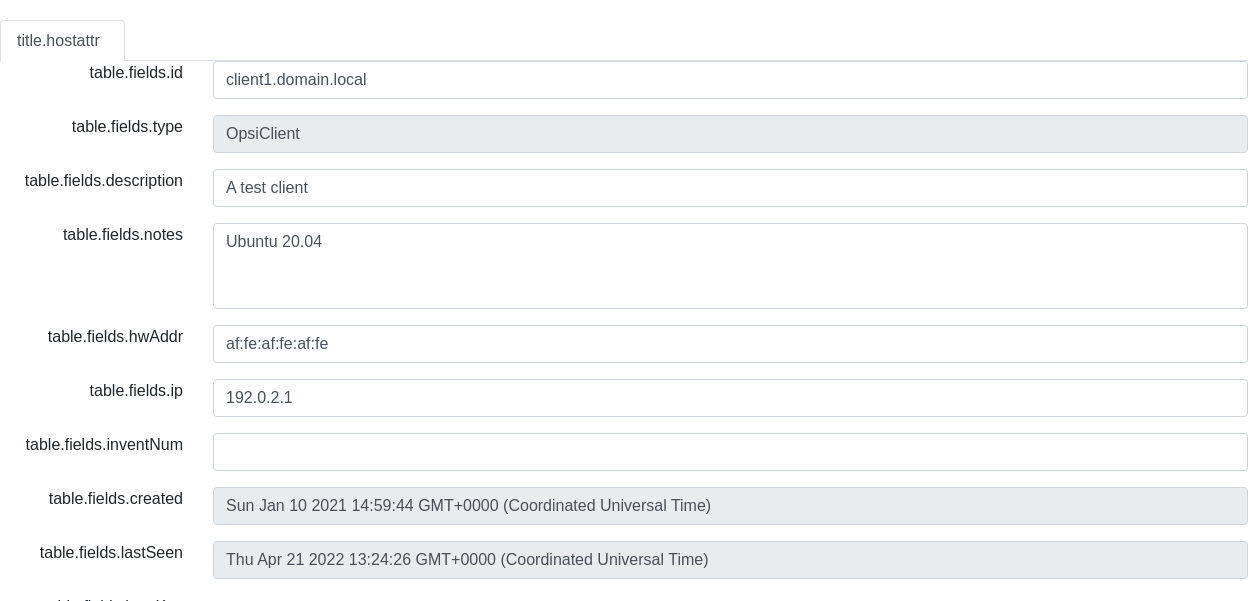 title.hostattr
table.fields.id
client1.domain.local
table.fields.type
OpsiClient
table.fields.description
A test client
table.fields.notes
Ubuntu 20.04
table.fields.hwAddr
af:fe:af:fe:af:fe
table.fields.ip
192.0.2.1
table.fields.inventNum
table.fields.created
Sun Jan 10 2021 14:59:44 GMT+0000 (Coordinated Universal Time)
table.fields.lastSeen
Thu Apr 21 2022 13:24:26 GMT+0000 (Coordinated Universal Time)